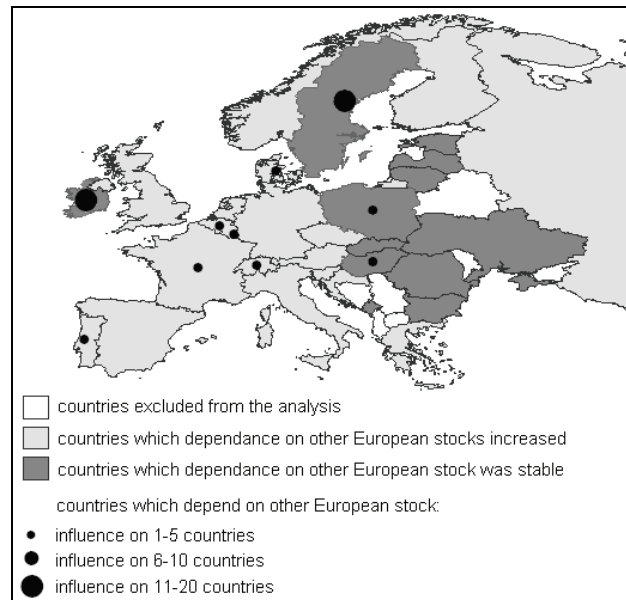 countries excluded from the analysis
countries which dependance on other European stocks increased
countries which dependance on other European stock was stable
countries which depend on other European stock:
influence on 1-5 countries
influence on 6-10 countries
influence on 11-20 countries